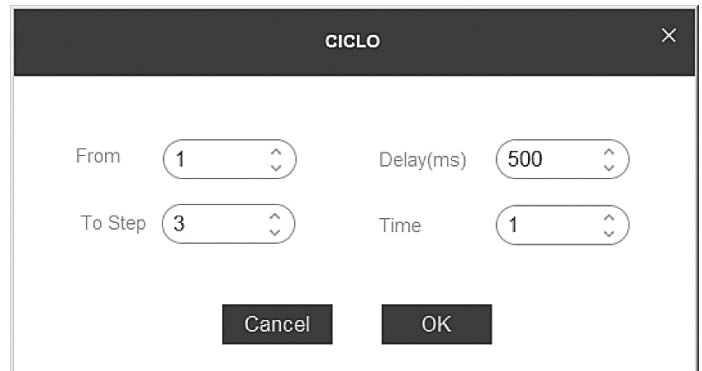 CICLO
From 1 Delay(ms) 500
To Step 3 Time 1
Cancel OK